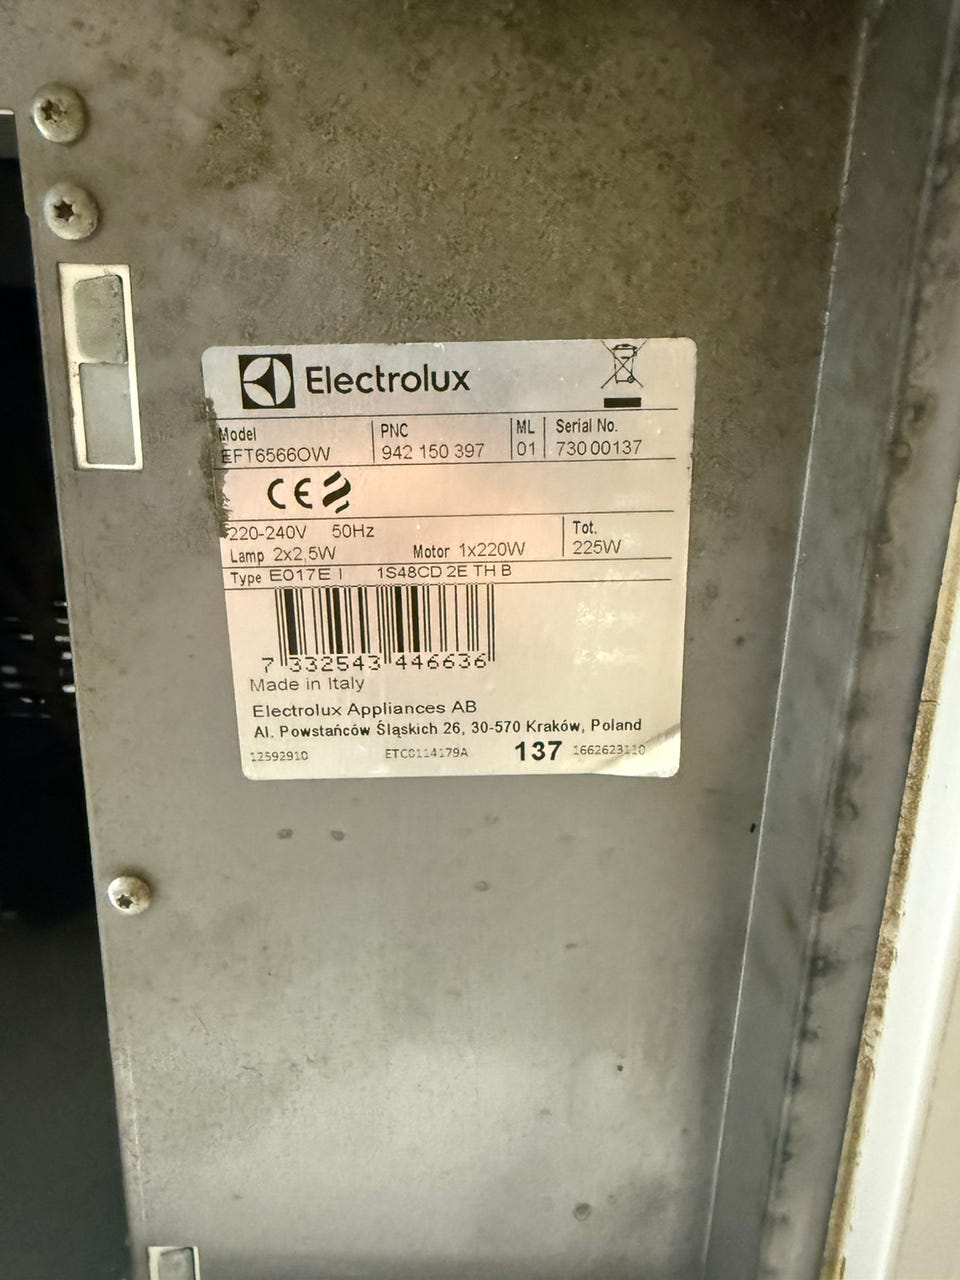 Electrolux
Model PNC ML Serial No.
EFT6566OW 942 150 397 01 730 00137
CE
220-240V 50Hz Tot.
Lamp 2x2,5W Motor 1x220W 225W
Type EO17E I 1S48CD 2E TH B
7 332543 446636
Made in Italy
Electrolux Appliances AB
Al. Powstańców Śląskich 26, 30-570 Kraków, Poland
12592910 ETC0114179A 137